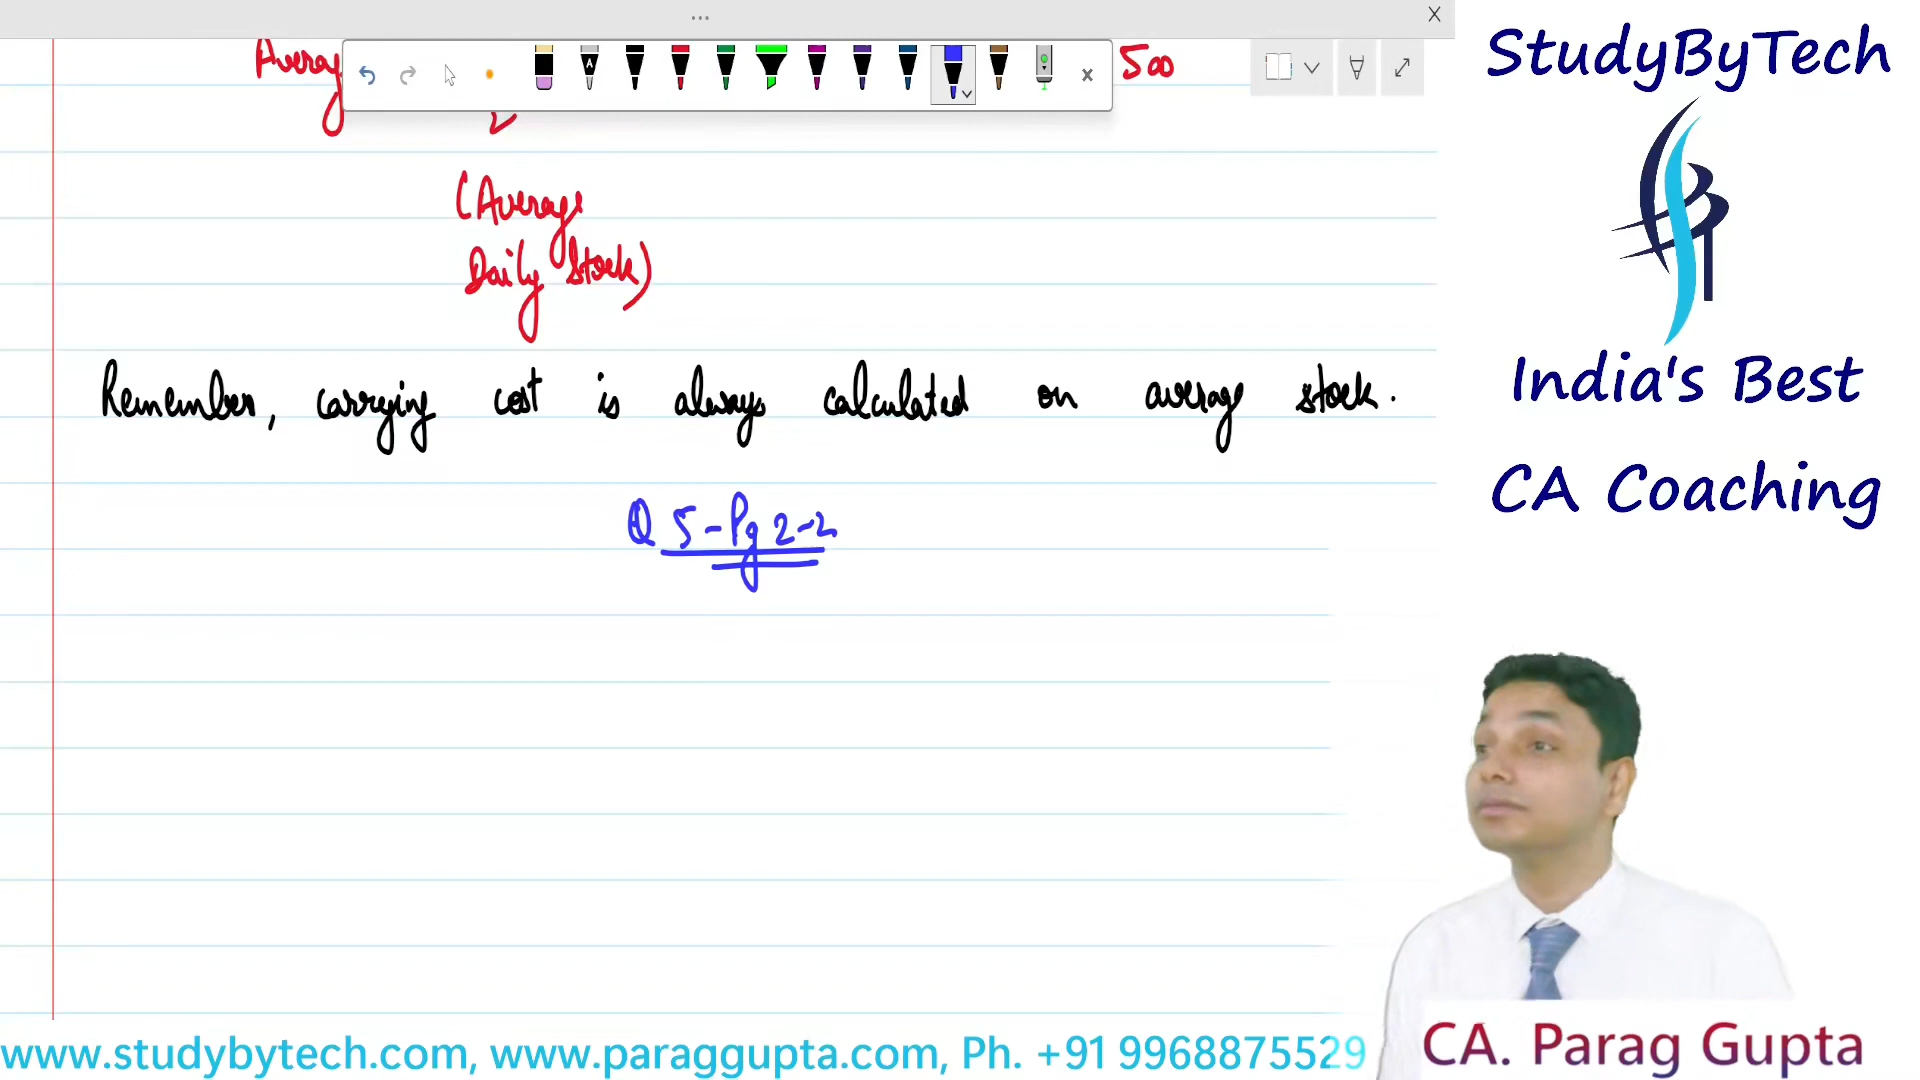 StudyByTech
500
(Average
Daily Stock)
Remember, carrying cost is always calculated on average stock.
India's Best
CA Coaching
Q 5 - Pg 2-2
www.studybytech.com, www.paraggupta.com, Ph. +91 9968875529
CA. Parag Gupta